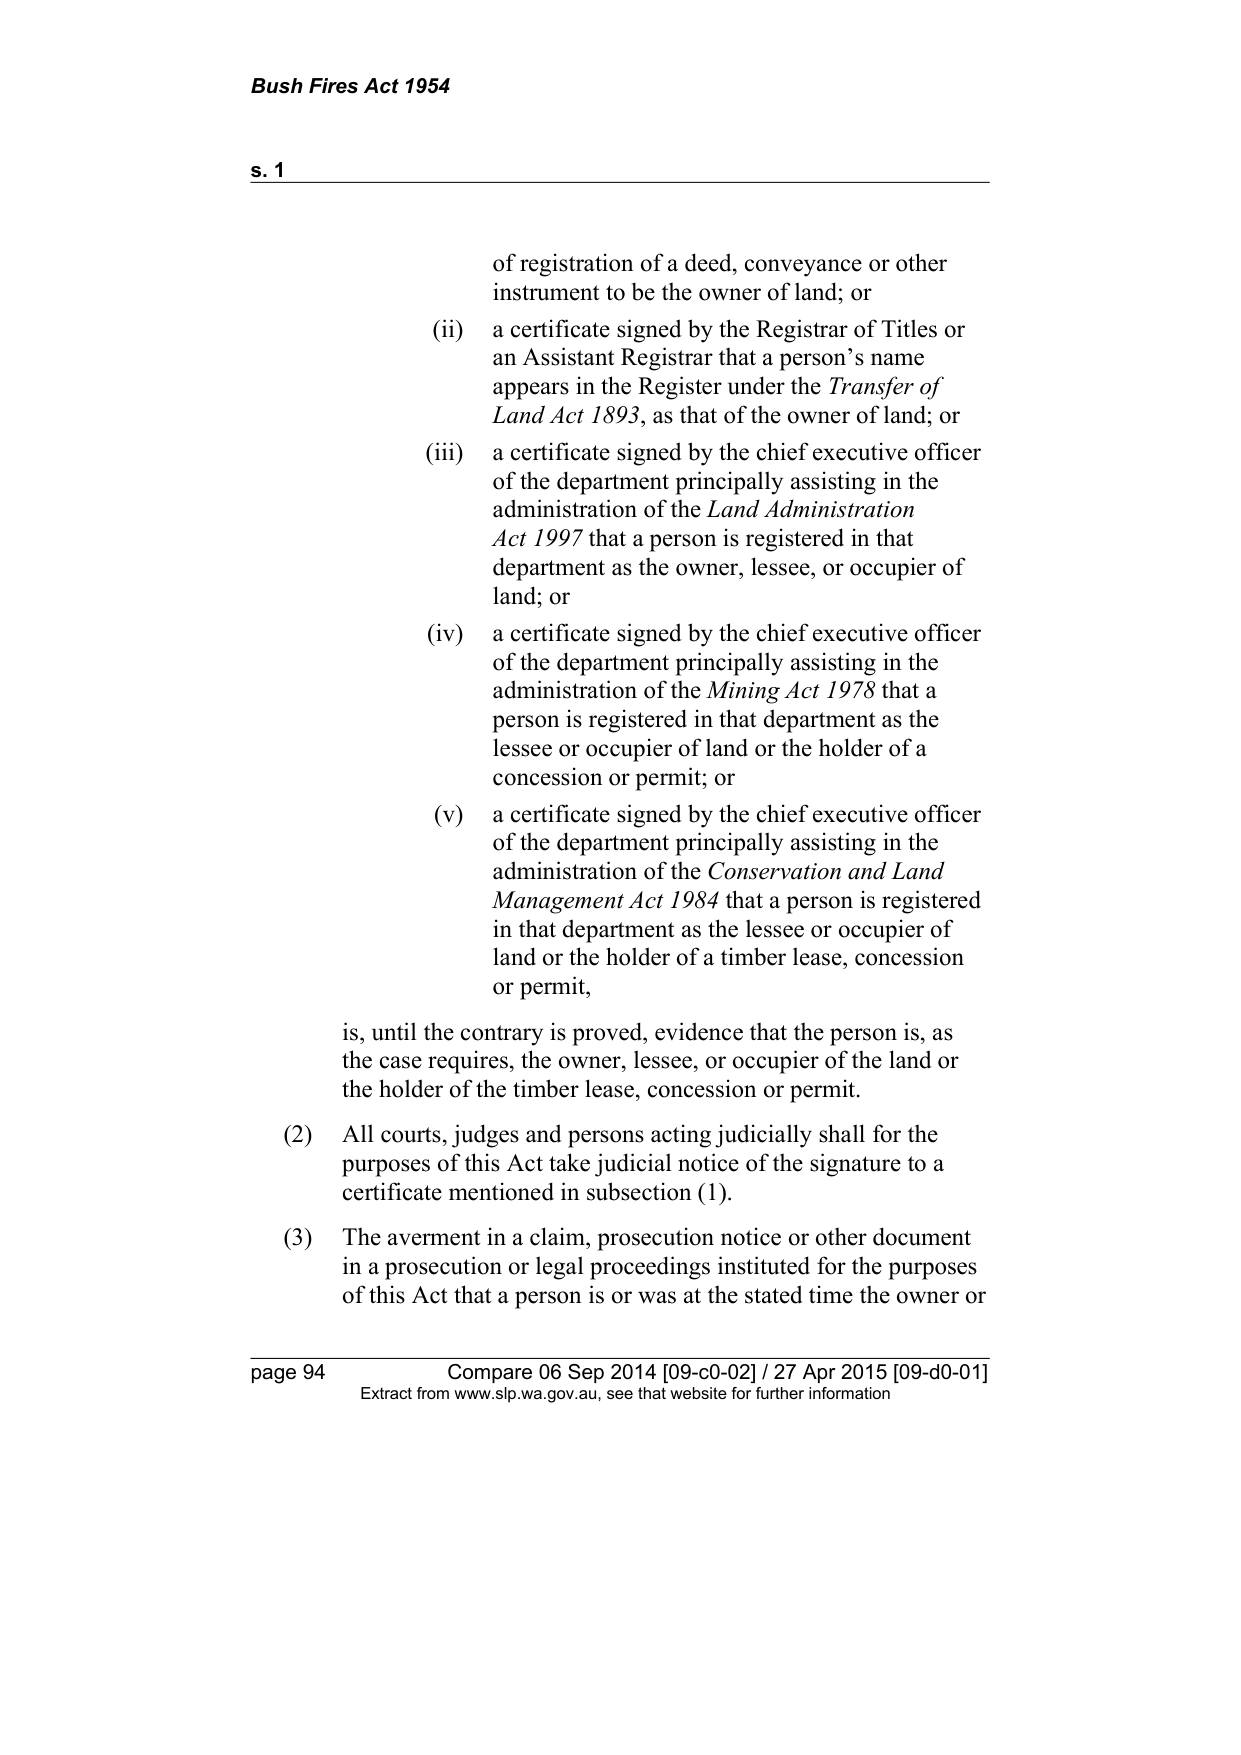 Bush Fires Act 1954
s. 1
of registration of a deed, conveyance or other
instrument to be the owner of land; or
(ii) a certificate signed by the Registrar of Titles or
an Assistant Registrar that a person’s name
appears in the Register under the Transfer of
Land Act 1893, as that of the owner of land; or
(iii) a certificate signed by the chief executive officer
of the department principally assisting in the
administration of the Land Administration
Act 1997 that a person is registered in that
department as the owner, lessee, or occupier of
land; or
(iv) a certificate signed by the chief executive officer
of the department principally assisting in the
administration of the Mining Act 1978 that a
person is registered in that department as the
lessee or occupier of land or the holder of a
concession or permit; or
(v) a certificate signed by the chief executive officer
of the department principally assisting in the
administration of the Conservation and Land
Management Act 1984 that a person is registered
in that department as the lessee or occupier of
land or the holder of a timber lease, concession
or permit,
is, until the contrary is proved, evidence that the person is, as
the case requires, the owner, lessee, or occupier of the land or
the holder of the timber lease, concession or permit.
(2) All courts, judges and persons acting judicially shall for the
purposes of this Act take judicial notice of the signature to a
certificate mentioned in subsection (1).
(3) The averment in a claim, prosecution notice or other document
in a prosecution or legal proceedings instituted for the purposes
of this Act that a person is or was at the stated time the owner or
page 94 Compare 06 Sep 2014 [09-c0-02] / 27 Apr 2015 [09-d0-01]
Extract from www.slp.wa.gov.au, see that website for further information